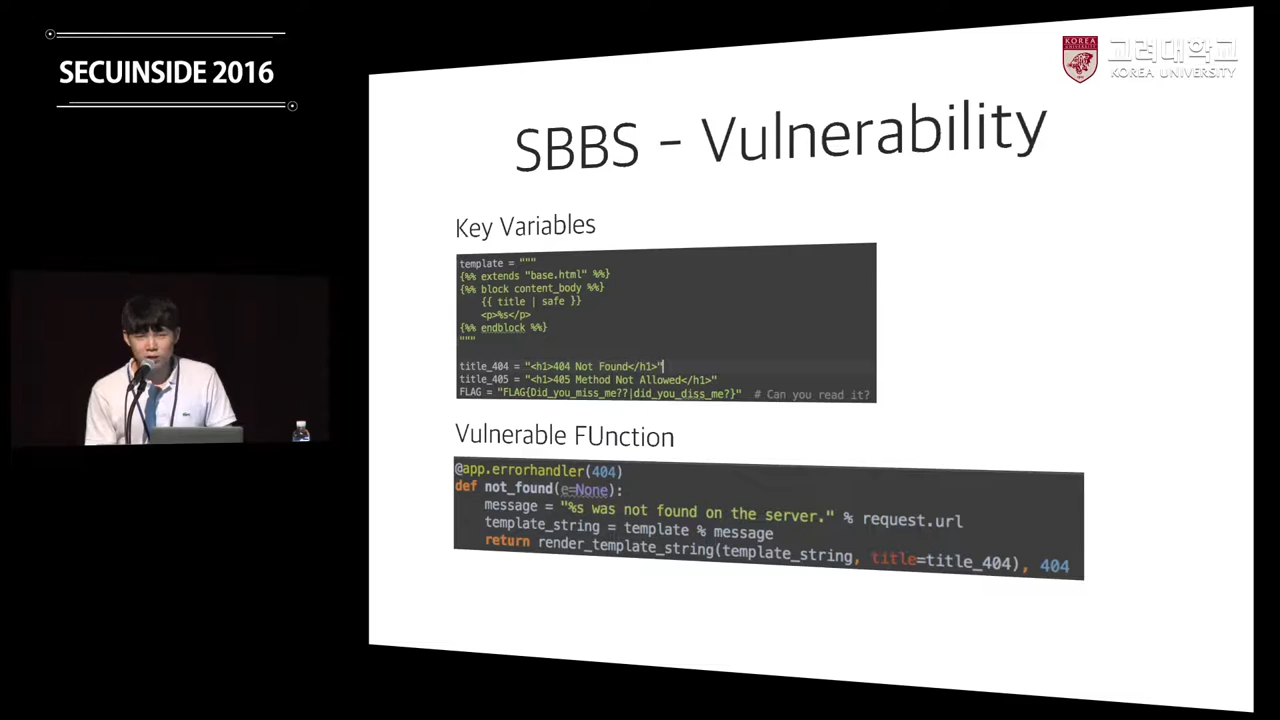 SECUINSIDE 2016
KOREA
UNIVERSITY
고려대학교
KOREA UNIVERSITY
SBBS - Vulnerability
Key Variables
template = """
{%% extends "base.html" %%}
{%% block content_body %%}
{{ title | safe }}
<p>%s</p>
{%% endblock %%}
"""
title_404 = "<h1>404 Not Found</h1>"
title_405 = "<h1>405 Method Not Allowed</h1>"
FLAG = "FLAG{Did_you_miss_me??|did_you_diss_me?}" # Can you read it?
Vulnerable FUnction
@app.errorhandler(404)
def not_found(e=None):
message = "%s was not found on the server." % request.url
template_string = template % message
return render_template_string(template_string, title=title_404), 404